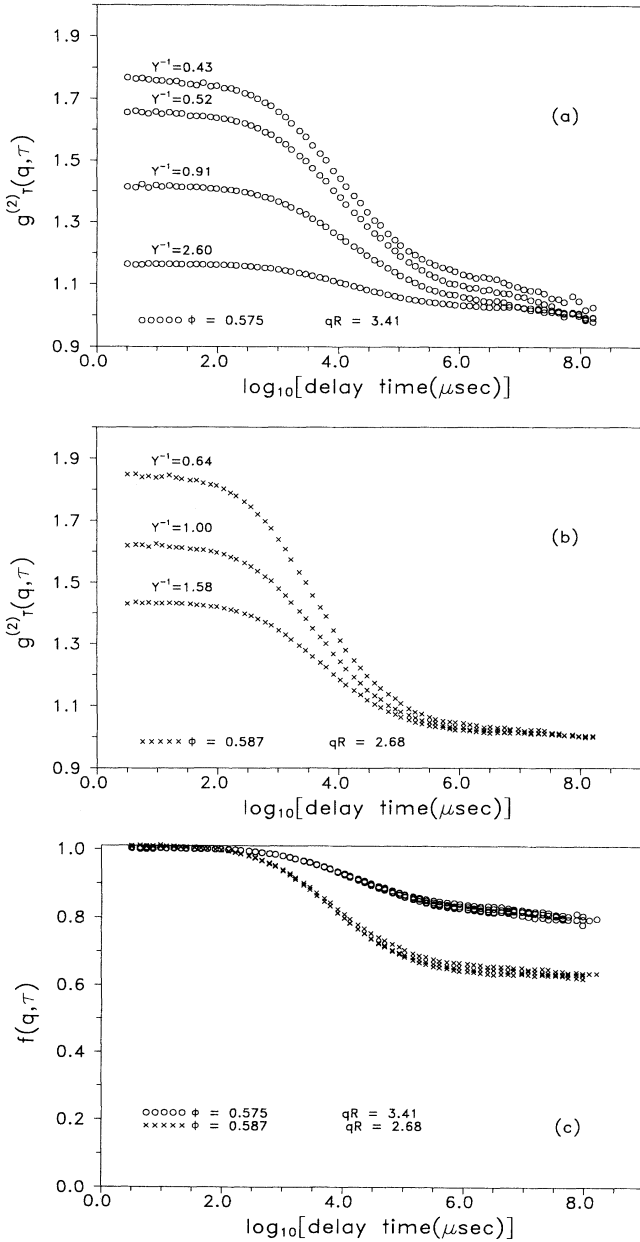 1.9
1.7
1.5
1.3
1.1
0.9
g(2)T(q,τ)
Y-1=0.43
Y-1=0.52
Y-1=0.91
Y-1=2.60
(a)
○○○○ ϕ = 0.575 qR = 3.41
0.0 2.0 4.0 6.0 8.0
log10[delay time(μsec)]
1.9
1.7
1.5
1.3
1.1
0.9
g(2)T(q,τ)
Y-1=0.64
Y-1=1.00
Y-1=1.58
(b)
××××× ϕ = 0.587 qR = 2.68
0.0 2.0 4.0 6.0 8.0
log10[delay time(μsec)]
1.0
0.8
0.6
0.4
0.2
0.0
f(q,τ)
○○○○○ ϕ = 0.575 qR = 3.41
××××× ϕ = 0.587 qR = 2.68
(c)
0.0 2.0 4.0 6.0 8.0
log10[delay time(μsec)]